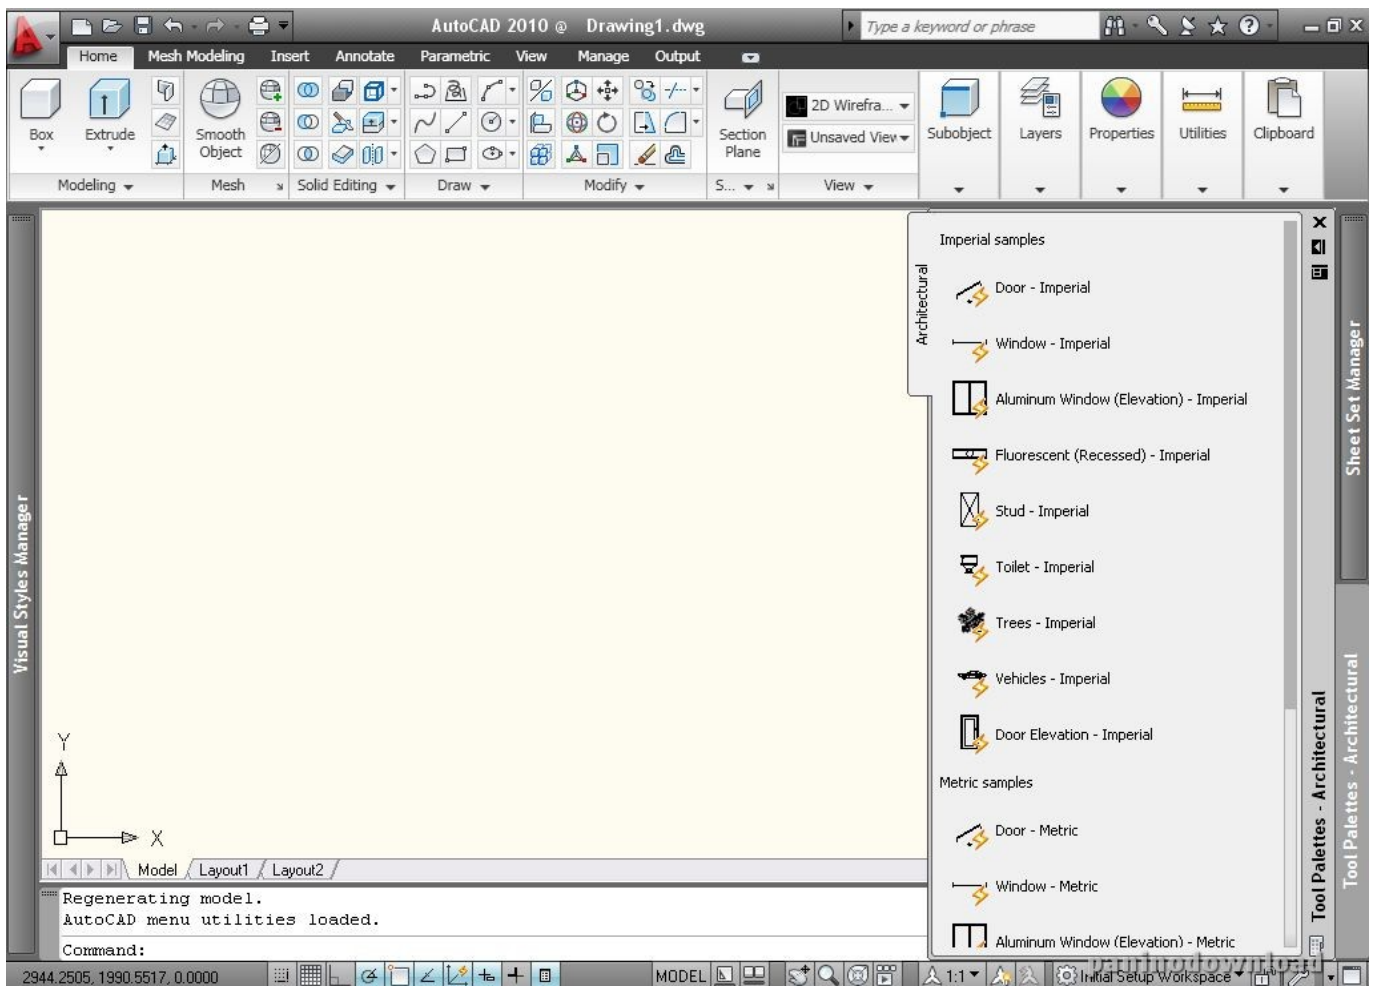 AutoCAD 2010 @ Drawing1.dwg
Type a keyword or phrase
Home Mesh Modeling Insert Annotate Parametric View Manage Output
Box
Extrude
Smooth
Object
Section
Plane
2D Wirefra...
Unsaved View
Subobject
Layers
Properties
Utilities
Clipboard
Modeling Mesh Solid Editing Draw Modify S... View
Visual Styles Manager
Architectural
Imperial samples
Door - Imperial
Window - Imperial
Aluminum Window (Elevation) - Imperial
Fluorescent (Recessed) - Imperial
Stud - Imperial
Toilet - Imperial
Trees - Imperial
Vehicles - Imperial
Door Elevation - Imperial
Metric samples
Door - Metric
Window - Metric
Aluminum Window (Elevation) - Metric
Tool Palettes - Architectural
Sheet Set Manager
Tool Palettes - Architectural
Y
X
Model Layout1 Layout2
Regenerating model.
AutoCAD menu utilities loaded.
Command:
2944.2505, 1990.5517, 0.0000
MODEL
1:1
Initial Setup Workspace
paninodownload